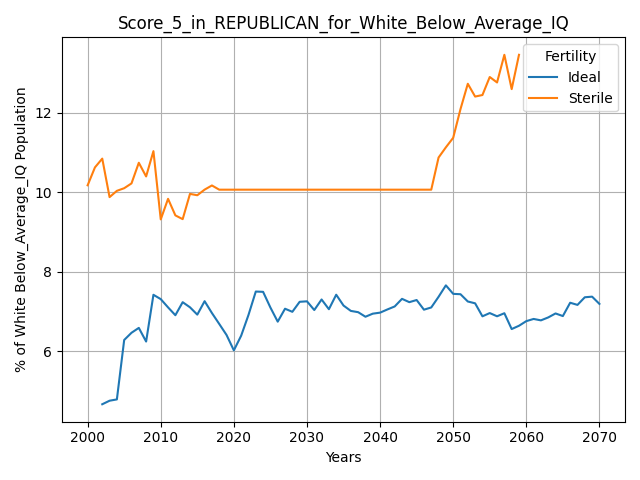 Score_5_in_REPUBLICAN_for_White_Below_Average_IQ
% of White Below_Average_IQ Population
12
10
8
6
Fertility
Ideal
Sterile
2000 2010 2020 2030 2040 2050 2060 2070
Years